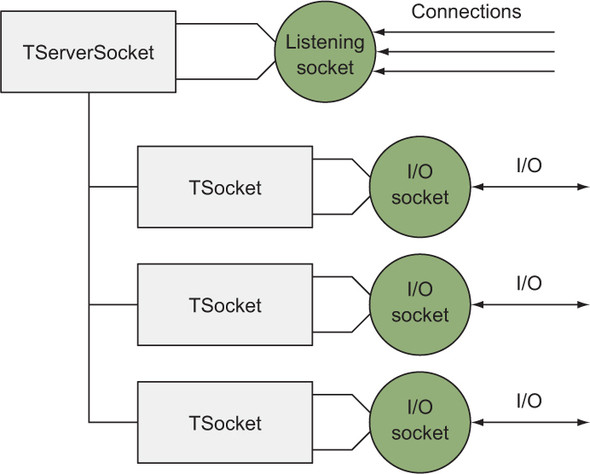 Connections
TServerSocket
Listening
socket
TSocket
I/O
socket
I/O
TSocket
I/O
socket
I/O
TSocket
I/O
socket
I/O